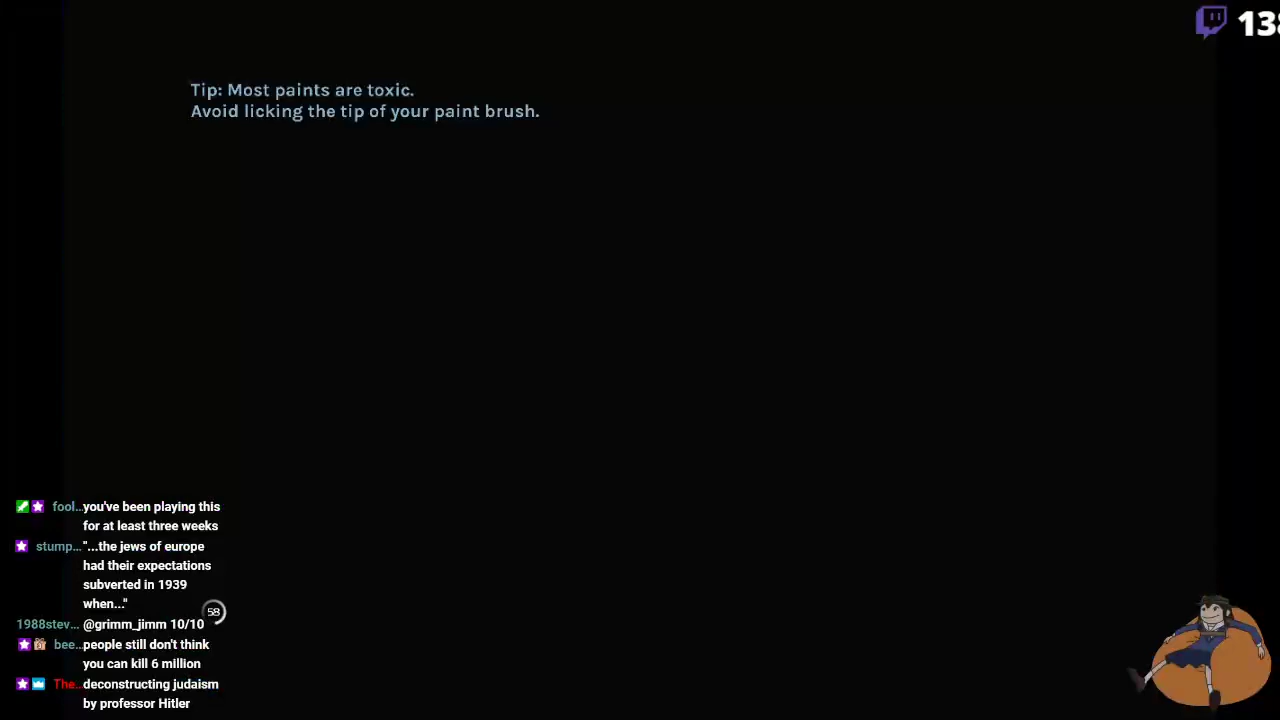 138
Tip: Most paints are toxic.
Avoid licking the tip of your paint brush.
fool... you've been playing this
for at least three weeks
stump... "...the jews of europe
had their expectations
subverted in 1939
when..."
58
1988stev... @grimm_jimm 10/10
bee... people still don't think
you can kill 6 million
The... deconstructing judaism
by professor Hitler